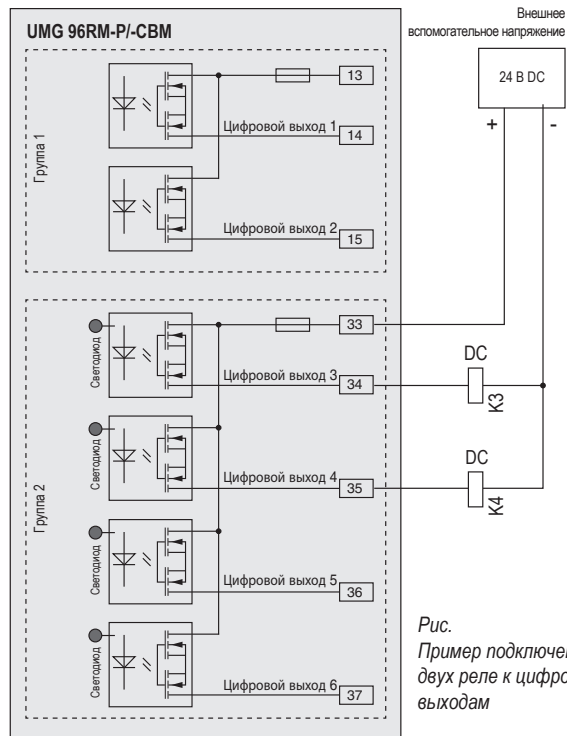 UMG 96RM-P/-CBM
Внешнее
вспомогательное напряжение
24 В DC
+ -
Группа 1
13
Цифровой выход 1
14
Цифровой выход 2
15
Группа 2
Светодиод
33
Цифровой выход 3
34
DC
K3
Светодиод
Цифровой выход 4
35
DC
K4
Светодиод
Цифровой выход 5
36
Светодиод
Цифровой выход 6
37
Рис.
Пример подключе
двух реле к цифро
выходам